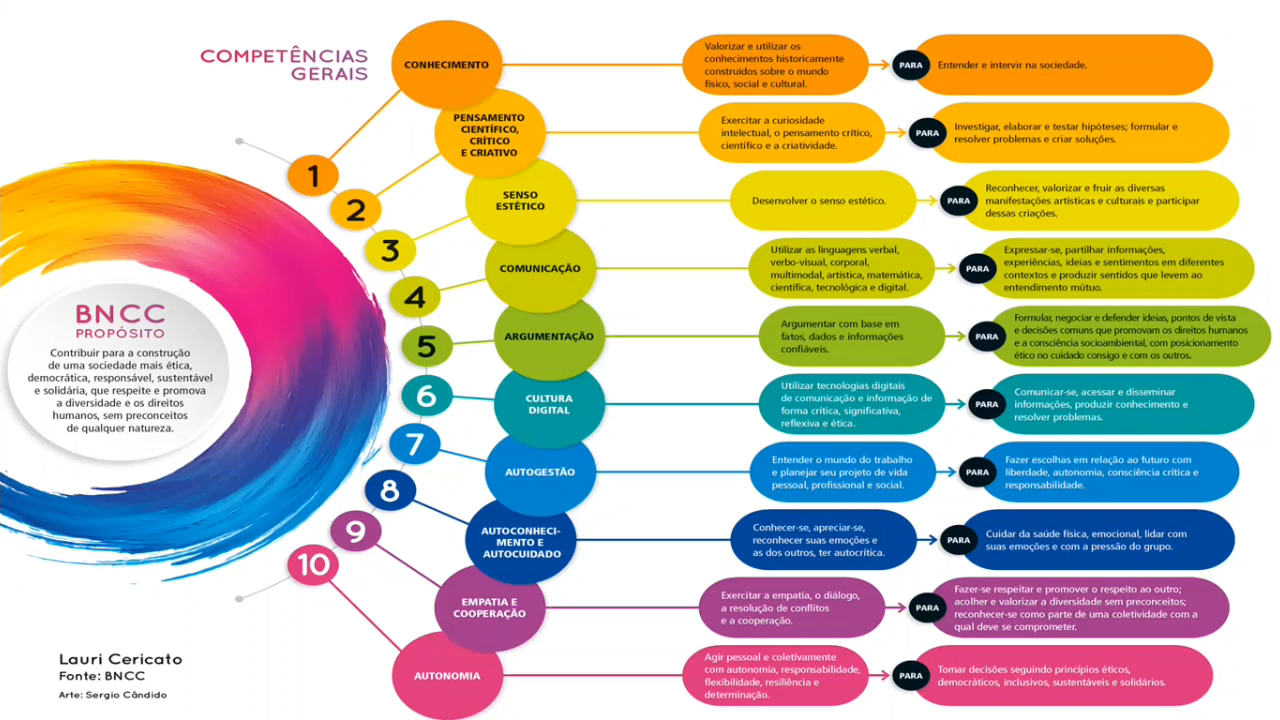 COMPETÊNCIAS
GERAIS
BNCC
PROPÓSITO
Contribuir para a construção
de uma sociedade mais ética,
democrática, responsável, sustentável
e solidária, que respeite e promova
a diversidade e os direitos
humanos, sem preconceitos
de qualquer natureza.
1
CONHECIMENTO
Valorizar e utilizar os
conhecimentos historicamente
construídos sobre o mundo
físico, social e cultural.
PARA
Entender e intervir na sociedade.
2
PENSAMENTO
CIENTÍFICO,
CRÍTICO
E CRIATIVO
Exercitar a curiosidade
intelectual, o pensamento crítico,
científico e a criatividade.
PARA
Investigar, elaborar e testar hipóteses; formular e
resolver problemas e criar soluções.
3
SENSO
ESTÉTICO
Desenvolver o senso estético.
PARA
Reconhecer, valorizar e fruir as diversas
manifestações artísticas e culturais e participar
dessas criações.
4
COMUNICAÇÃO
Utilizar as linguagens verbal,
verbo-visual, corporal,
multimodal, artística, matemática,
científica, tecnológica e digital.
PARA
Expressar-se, partilhar informações,
experiências, ideias e sentimentos em diferentes
contextos e produzir sentidos que levem ao
entendimento mútuo.
5
ARGUMENTAÇÃO
Argumentar com base em
fatos, dados e informações
confiáveis.
PARA
Formular, negociar e defender ideias, pontos de vista
e decisões comuns que promovam os direitos humanos
e a consciência socioambiental, com posicionamento
ético no cuidado consigo e com os outros.
6
CULTURA
DIGITAL
Utilizar tecnologias digitais
de comunicação e informação de
forma crítica, significativa,
reflexiva e ética.
PARA
Comunicar-se, acessar e disseminar
informações, produzir conhecimento e
resolver problemas.
7
AUTOGESTÃO
Entender o mundo do trabalho
e planejar seu projeto de vida
pessoal, profissional e social.
PARA
Fazer escolhas em relação ao futuro com
liberdade, autonomia, consciência crítica e
responsabilidade.
8
AUTOCONHECI-
MENTO E
AUTOCUIDADO
Conhecer-se, apreciar-se,
reconhecer suas emoções e
as dos outros, ter autocrítica.
PARA
Cuidar da saúde física, emocional, lidar com
suas emoções e com a pressão do grupo.
9
EMPATIA E
COOPERAÇÃO
Exercitar a empatia, o diálogo,
a resolução de conflitos
e a cooperação.
PARA
Fazer-se respeitar e promover o respeito ao outro;
acolher e valorizar a diversidade sem preconceitos;
reconhecer-se como parte de uma coletividade com a
qual deve se comprometer.
10
AUTONOMIA
Agir pessoal e coletivamente
com autonomia, responsabilidade,
flexibilidade, resiliência e
determinação.
PARA
Tomar decisões seguindo princípios éticos,
democráticos, inclusivos, sustentáveis e solidários.
Lauri Cericato
Fonte: BNCC
Arte: Sergio Cândido